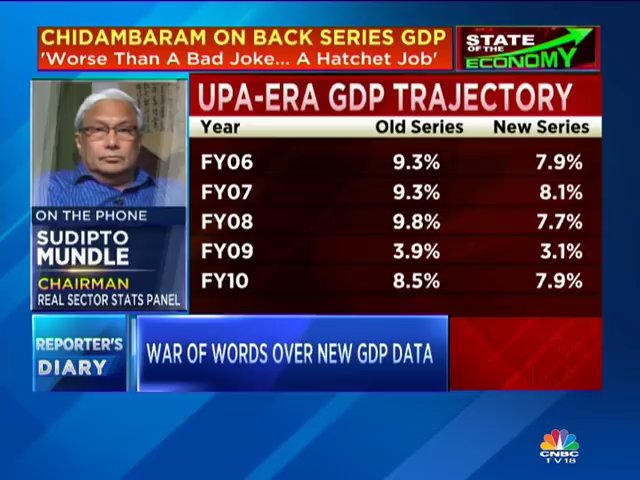 CHIDAMBARAM ON BACK SERIES GDP
'Worse Than A Bad Joke... A Hatchet Job'
STATE
OF THE
ECONOMY
UPA-ERA GDP TRAJECTORY
Year Old Series New Series
FY06 9.3% 7.9%
FY07 9.3% 8.1%
FY08 9.8% 7.7%
FY09 3.9% 3.1%
FY10 8.5% 7.9%
ON THE PHONE
SUDIPTO
MUNDLE
CHAIRMAN
REAL SECTOR STATS PANEL
REPORTER'S
DIARY
WAR OF WORDS OVER NEW GDP DATA
CNBC
TV18